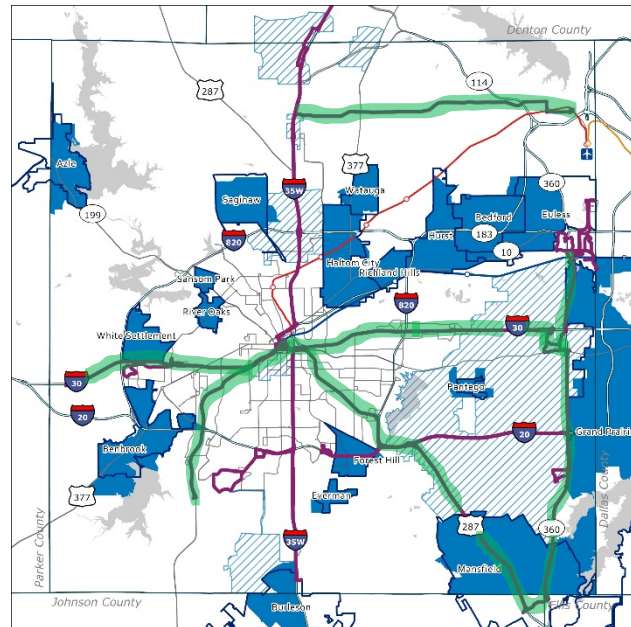 Denton County
287
114
377
Azle
35W
360
Saginaw
Watauga
Bedford
Euless
199
820
Hurst
183
Haltom City
10
Richland Hills
Sansom Park
River Oaks
820
White Settlement
30
30
Pantego
20
20
Grand Prairie
Benbrook
Forest Hill
Everman
377
287
360
35W
Mansfield
Parker County
Dallas County
Johnson County
Ellis County
Burleson